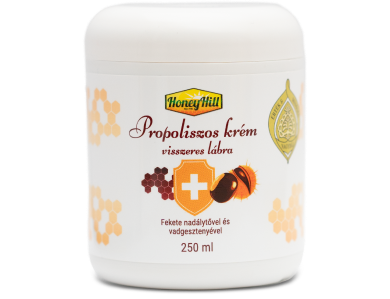 HoneyHill
Propoliszos krém
visszeres lábra
Fekete nadálytővel és
vadgesztenyével
250 ml